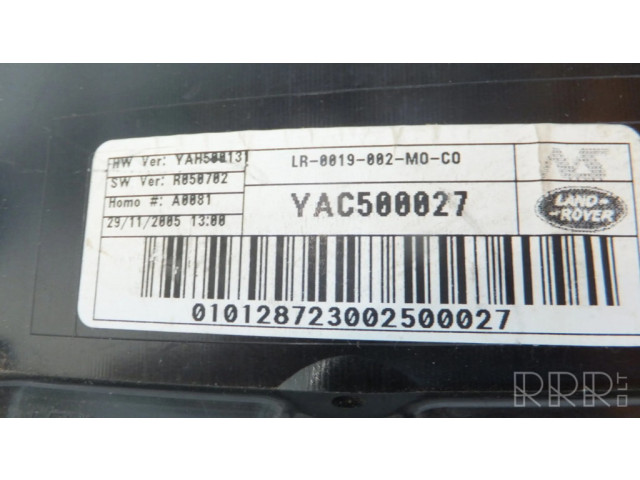 HW Ver: YAH500131
SW Ver: R050702
Homo #: A0081
29/11/2005 13:00
LR-0019-002-MO-CO
YAC500027
LAND-
-ROVER
010128723002500027
RRR.LT